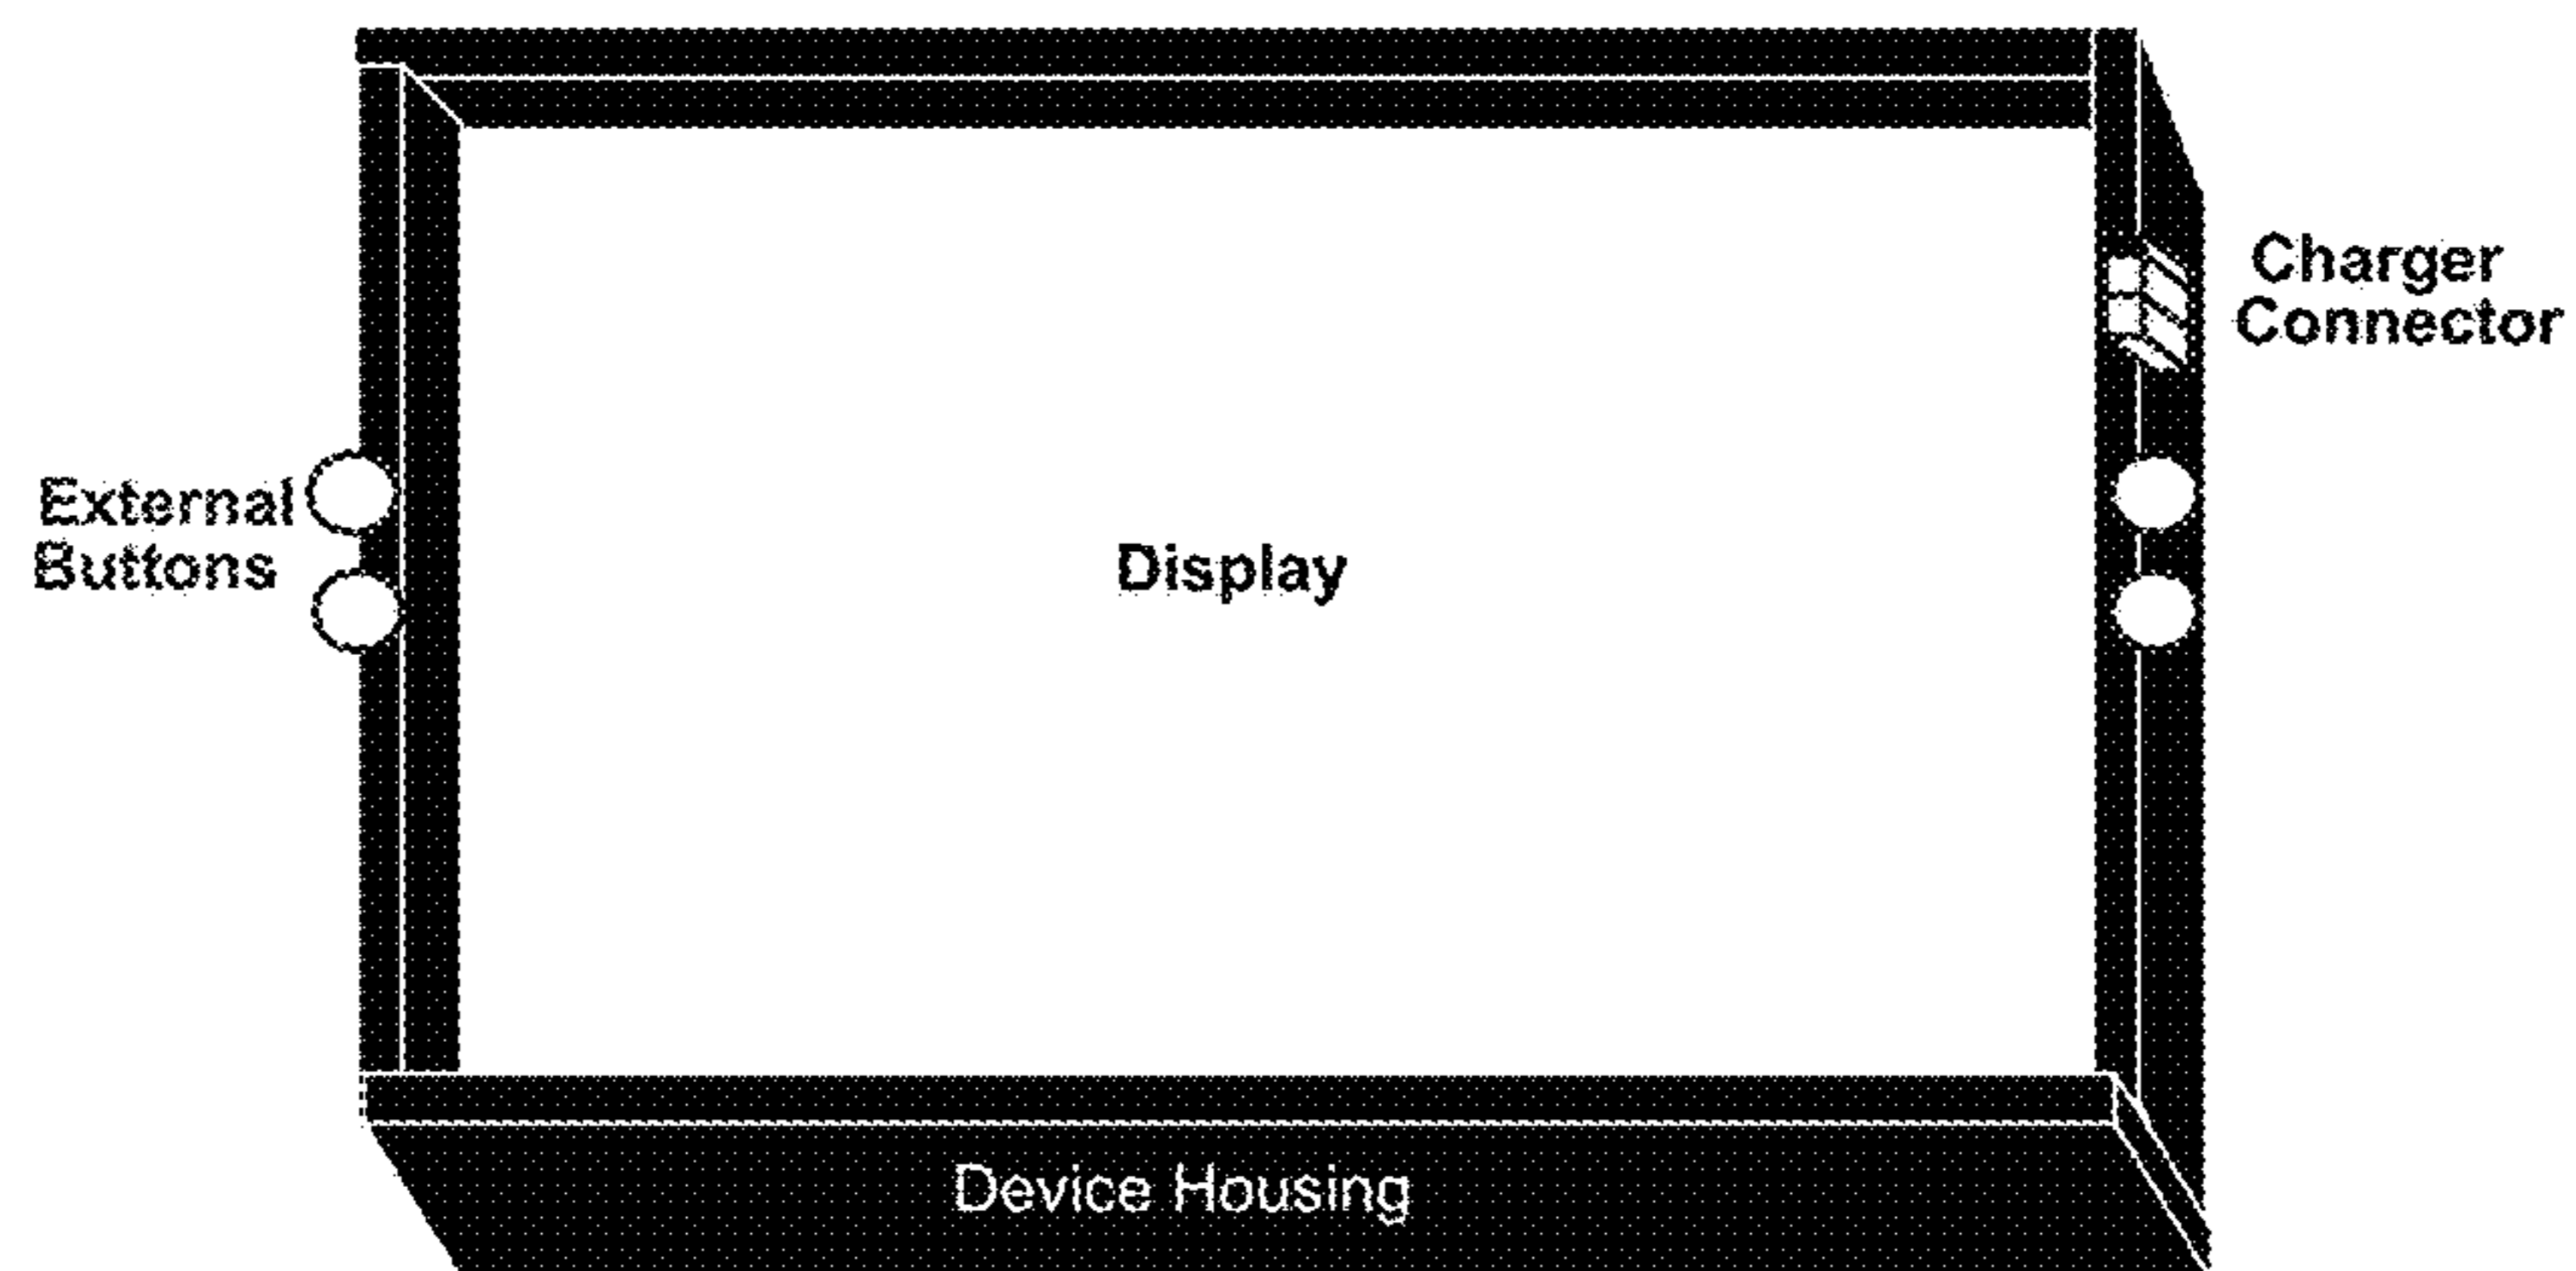 Charger
Connector
External
Buttons
Display
Device Housing